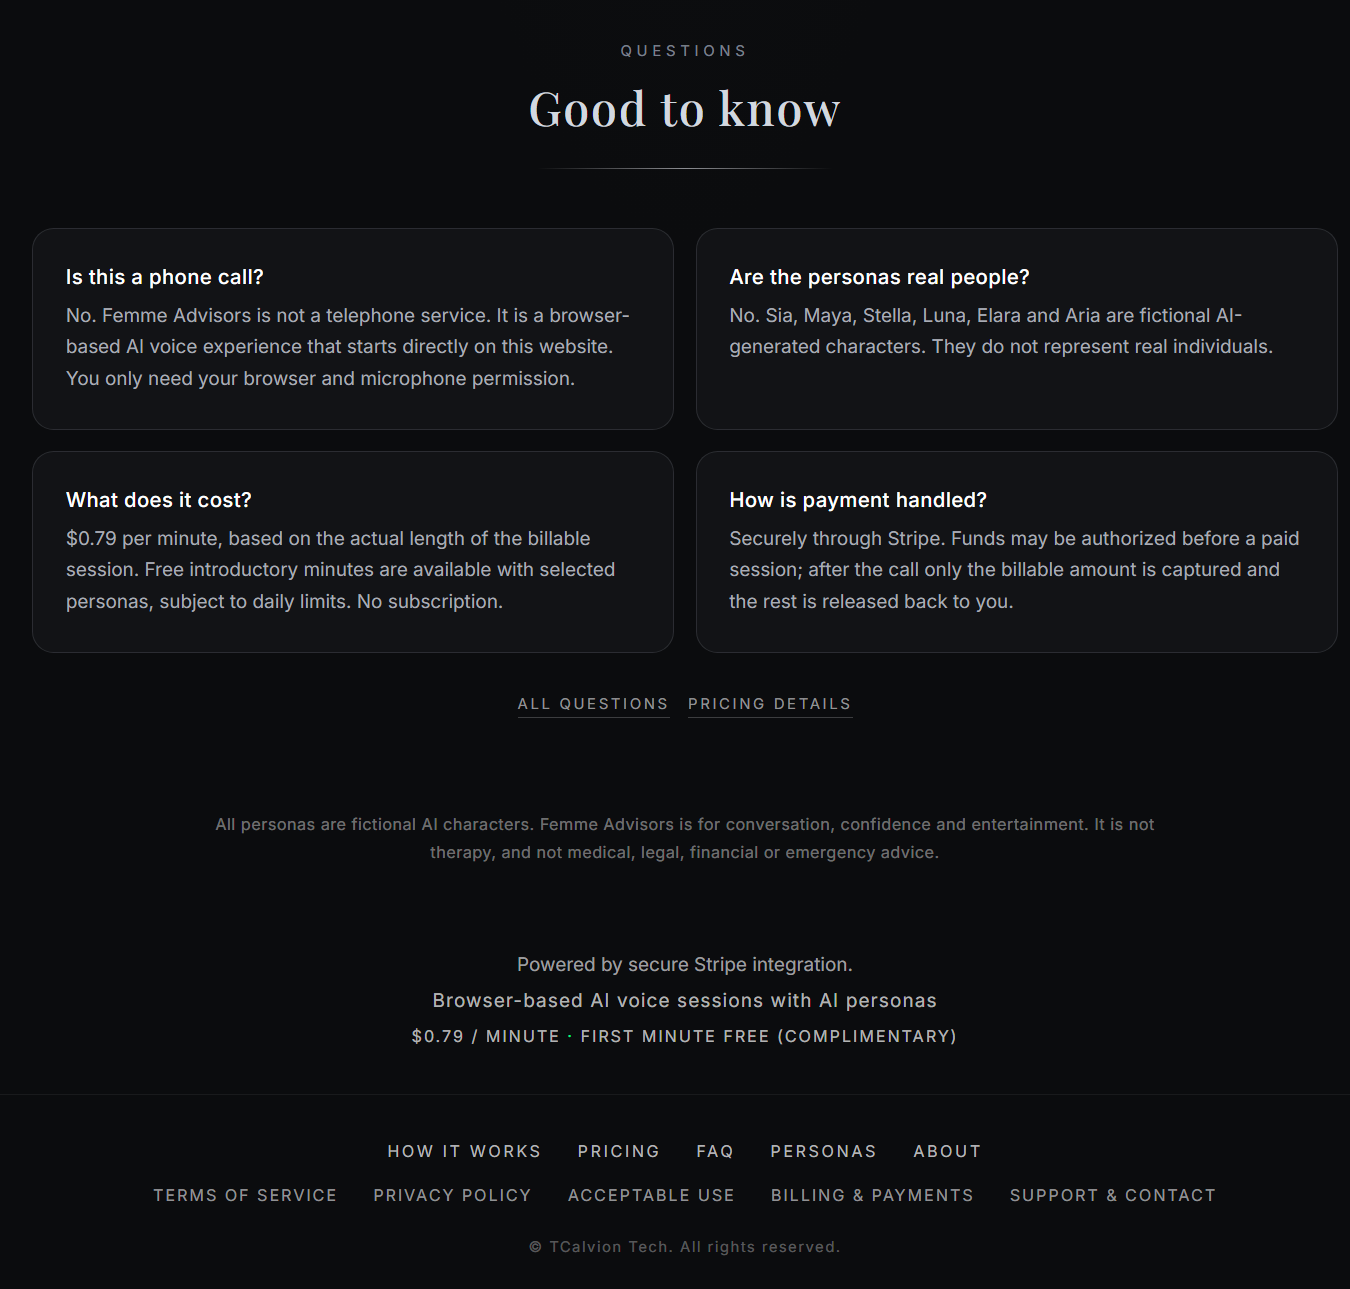 QUESTIONS
Good to know
Is this a phone call?
No. Femme Advisors is not a telephone service. It is a browser-
based AI voice experience that starts directly on this website.
You only need your browser and microphone permission.
Are the personas real people?
No. Sia, Maya, Stella, Luna, Elara and Aria are fictional AI-
generated characters. They do not represent real individuals.
What does it cost?
$0.79 per minute, based on the actual length of the billable
session. Free introductory minutes are available with selected
personas, subject to daily limits. No subscription.
How is payment handled?
Securely through Stripe. Funds may be authorized before a paid
session; after the call only the billable amount is captured and
the rest is released back to you.
ALL QUESTIONS PRICING DETAILS
All personas are fictional AI characters. Femme Advisors is for conversation, confidence and entertainment. It is not
therapy, and not medical, legal, financial or emergency advice.
Powered by secure Stripe integration.
Browser-based AI voice sessions with AI personas
$0.79 / MINUTE · FIRST MINUTE FREE (COMPLIMENTARY)
HOW IT WORKS PRICING FAQ PERSONAS ABOUT
TERMS OF SERVICE PRIVACY POLICY ACCEPTABLE USE BILLING & PAYMENTS SUPPORT & CONTACT
© TCalvion Tech. All rights reserved.